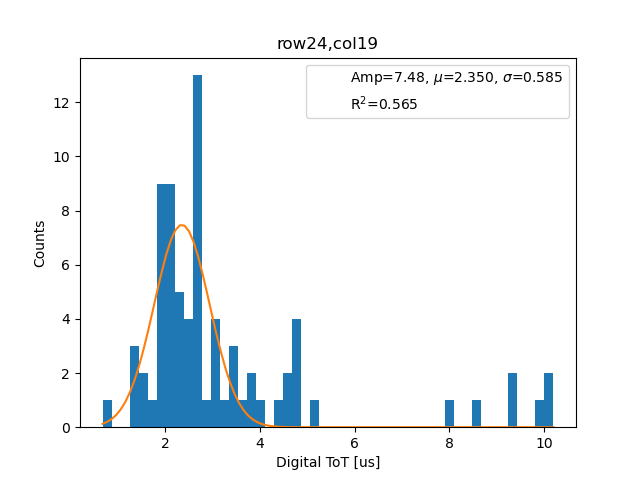 row24,col19
Amp=7.48, μ=2.350, σ=0.585
R²=0.565
12
10
8
6
4
2
0
Counts
2 4 6 8 10
Digital ToT [us]